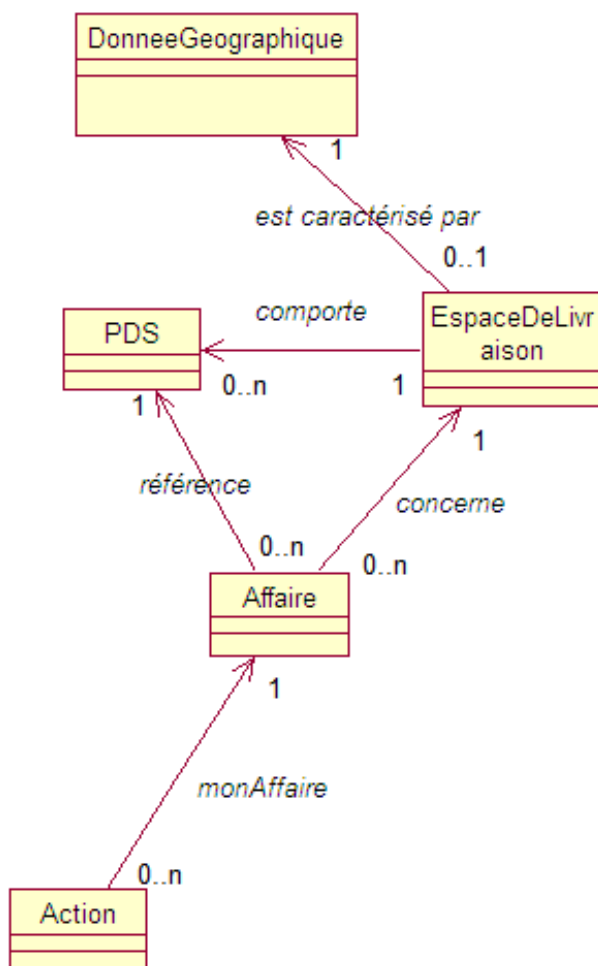 DonneeGeographique
1
est caractérisé par
0..1
PDS
comporte
EspaceDeLivr
aison
0..n
1
1
1
référence
concerne
0..n
0..n
Affaire
1
monAffaire
0..n
Action